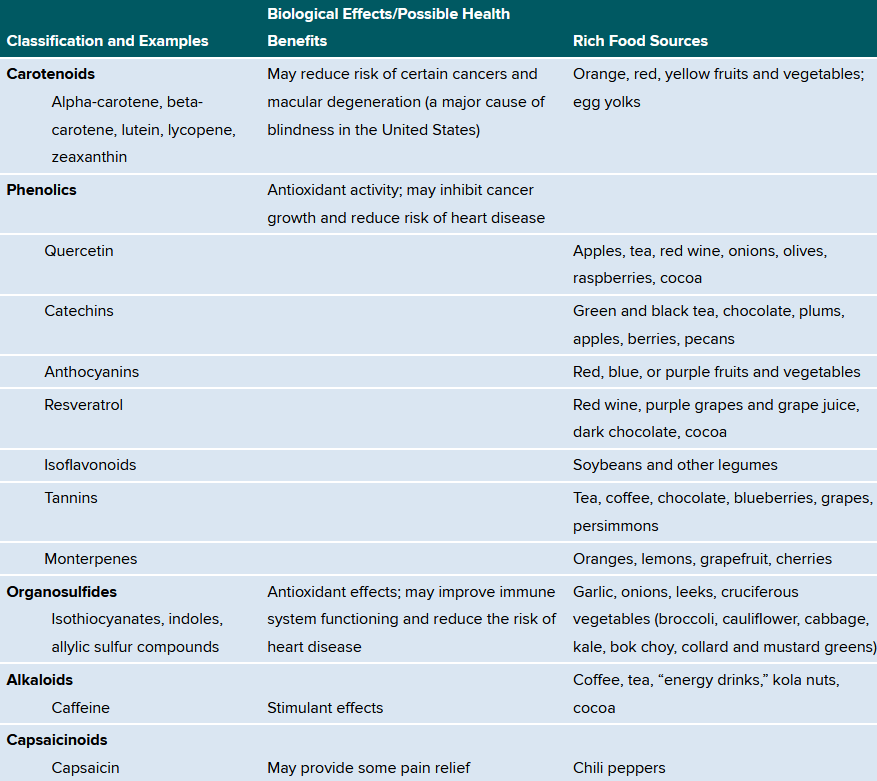 Biological Effects/Possible Health
Classification and Examples Benefits Rich Food Sources
Carotenoids May reduce risk of certain cancers and Orange, red, yellow fruits and vegetables;
Alpha-carotene, beta- macular degeneration (a major cause of egg yolks
carotene, lutein, lycopene, blindness in the United States)
zeaxanthin
Phenolics Antioxidant activity; may inhibit cancer
growth and reduce risk of heart disease
Quercetin Apples, tea, red wine, onions, olives,
raspberries, cocoa
Catechins Green and black tea, chocolate, plums,
apples, berries, pecans
Anthocyanins Red, blue, or purple fruits and vegetables
Resveratrol Red wine, purple grapes and grape juice,
dark chocolate, cocoa
Isoflavonoids Soybeans and other legumes
Tannins Tea, coffee, chocolate, blueberries, grapes,
persimmons
Monterpenes Oranges, lemons, grapefruit, cherries
Organosulfides Antioxidant effects; may improve immune Garlic, onions, leeks, cruciferous
Isothiocyanates, indoles, system functioning and reduce the risk of vegetables (broccoli, cauliflower, cabbage,
allylic sulfur compounds heart disease kale, bok choy, collard and mustard greens)
Alkaloids Coffee, tea, “energy drinks,” kola nuts,
Caffeine Stimulant effects cocoa
Capsaicinoids
Capsaicin May provide some pain relief Chili peppers